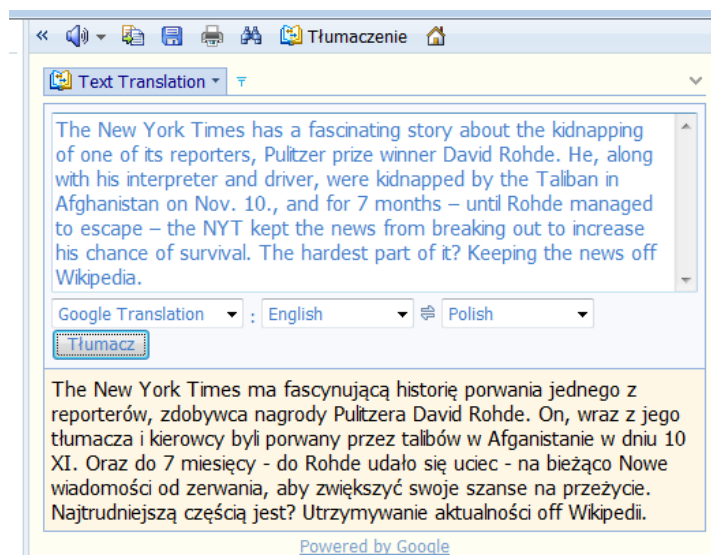 Tłumaczenie
Text Translation
The New York Times has a fascinating story about the kidnapping
of one of its reporters, Pulitzer prize winner David Rohde. He, along
with his interpreter and driver, were kidnapped by the Taliban in
Afghanistan on Nov. 10., and for 7 months – until Rohde managed
to escape – the NYT kept the news from breaking out to increase
his chance of survival. The hardest part of it? Keeping the news off
Wikipedia.
Google Translation : English Polish
Tłumacz
The New York Times ma fascynującą historię porwania jednego z
reporterów, zdobywca nagrody Pulitzera David Rohde. On, wraz z jego
tłumacza i kierowcy byli porwany przez talibów w Afganistanie w dniu 10
XI. Oraz do 7 miesięcy - do Rohde udało się uciec - na bieżąco Nowe
wiadomości od zerwania, aby zwiększyć swoje szanse na przeżycie.
Najtrudniejszą częścią jest? Utrzymywanie aktualności off Wikipedii.
Powered by Google